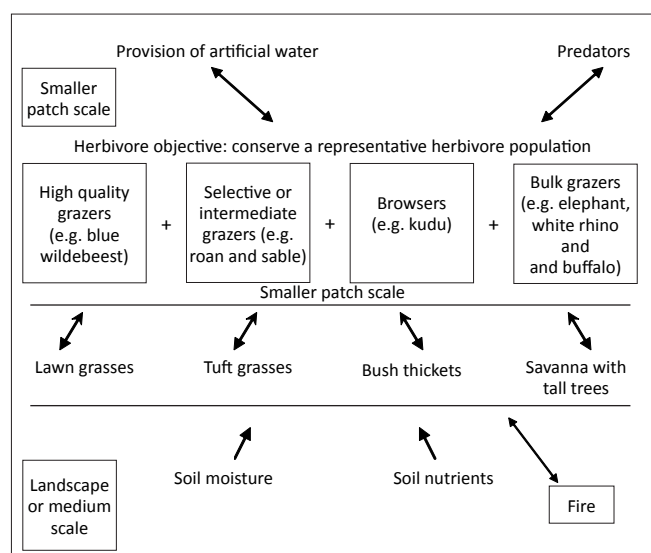 Provision of artificial water
Predators
Smaller
patch scale
Herbivore objective: conserve a representative herbivore population
High quality
grazers
(e.g. blue
wildebeest)
+
Selective or
intermediate
grazers (e.g.
roan and sable)
+
Browsers
(e.g. kudu)
+
Bulk grazers
(e.g. elephant,
white rhino
and
and buffalo)
Smaller patch scale
Lawn grasses
Tuft grasses
Bush thickets
Savanna with
tall trees
Soil moisture
Soil nutrients
Landscape
or medium
scale
Fire